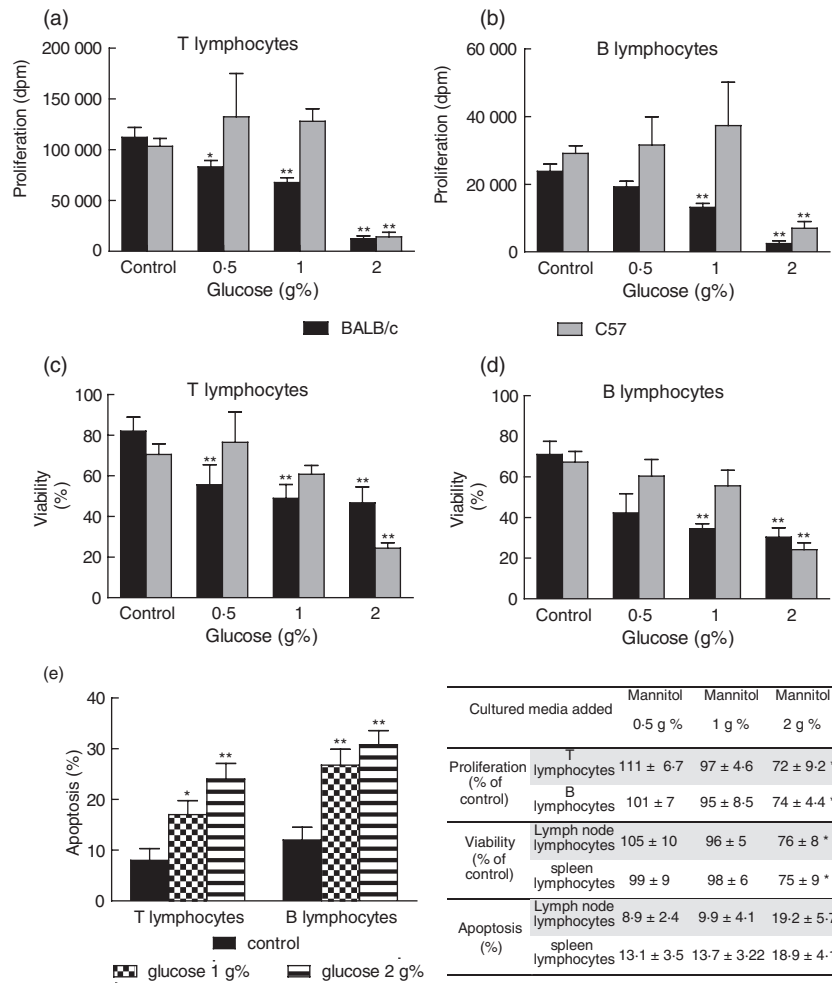 (a)
T lymphocytes
200 000
150 000
100 000
50 000
0
Proliferation (dpm)
*
**
** **
Control 0·5 1 2
Glucose (g%)
(b)
B lymphocytes
60 000
40 000
20 000
0
Proliferation (dpm)
**
** **
Control 0·5 1 2
Glucose (g%)
BALB/c C57
(c)
T lymphocytes
100
80
60
40
20
0
Viability
(%)
** ** ** **
Control 0·5 1 2
Glucose (g%)
(d)
B lymphocytes
100
80
60
40
20
0
Viability
(%)
** ** **
Control 0·5 1 2
Glucose (g%)
(e)
40
30
20
10
0
Apoptosis (%)
* ** ** **
T lymphocytes B lymphocytes
control
glucose 1 g% glucose 2 g%
Cultured media added Mannitol Mannitol Mannitol
0·5 g % 1 g % 2 g %
Proliferation (% of control)
T lymphocytes 111 ± 6·7 97 ± 4·6 72 ± 9·2
B lymphocytes 101 ± 7 95 ± 8·5 74 ± 4·4
Viability (% of control)
Lymph node lymphocytes 105 ± 10 96 ± 5 76 ± 8 *
spleen lymphocytes 99 ± 9 98 ± 6 75 ± 9 *
Apoptosis (%)
Lymph node lymphocytes 8·9 ± 2·4 9·9 ± 4·1 19·2 ± 5·7
spleen lymphocytes 13·1 ± 3·5 13·7 ± 3·22 18·9 ± 4·